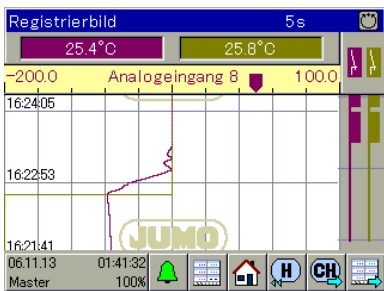 Registrierbild 5s
25.4°C 25.8°C
-200.0 Analogeingang 8 100.0
16:24:05
16:22:53
JUMO
16:21:41
06.11.13 01:41:32
Master 100%
H CH